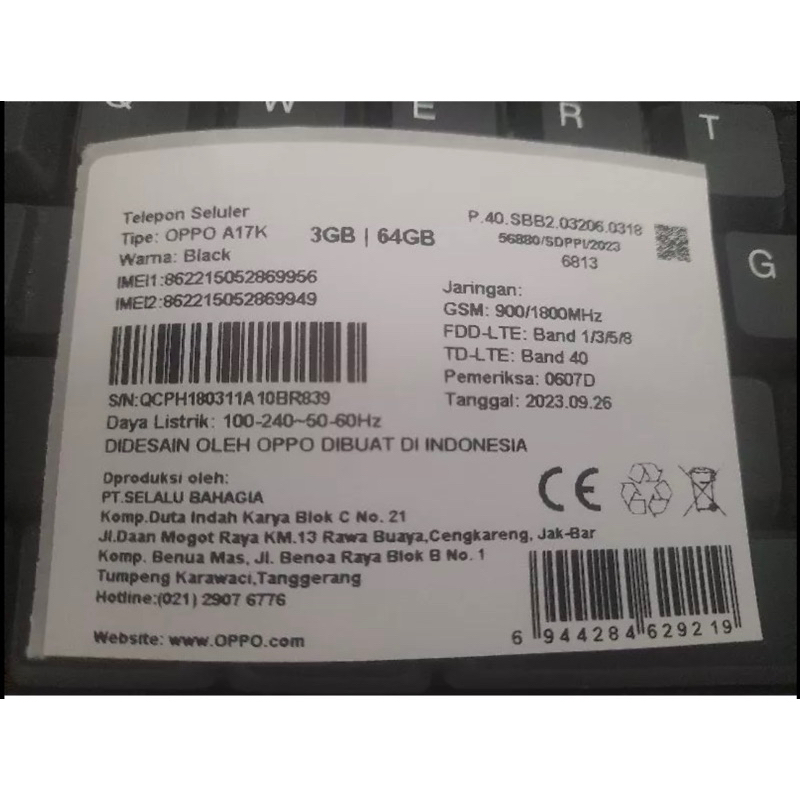 Q W E R T
G
Telepon Seluler
Tipe: OPPO A17K
3GB | 64GB
Warna: Black
IMEI1:862215052869956
IMEI2:862215052869949
S/N:QCPH180311A10BR839
Daya Listrik: 100-240~50-60Hz
DIDESAIN OLEH OPPO DIBUAT DI INDONESIA
P.40.SBB2.03206.0318
56880/SDPPI/2023
6813
Jaringan:
GSM: 900/1800MHz
FDD-LTE: Band 1/3/5/8
TD-LTE: Band 40
Pemeriksa: 0607D
Tanggal: 2023.09.26
Dproduksi oleh:
PT.SELALU BAHAGIA
Komp.Duta Indah Karya Blok C No. 21
Jl.Daan Mogot Raya KM.13 Rawa Buaya,Cengkareng, Jak-Bar
Komp. Benua Mas, Jl. Benoa Raya Blok B No. 1
Tumpeng Karawaci,Tanggerang
Hotline:(021) 2907 6776
Website: www.OPPO.com
CE
6 944284 629219